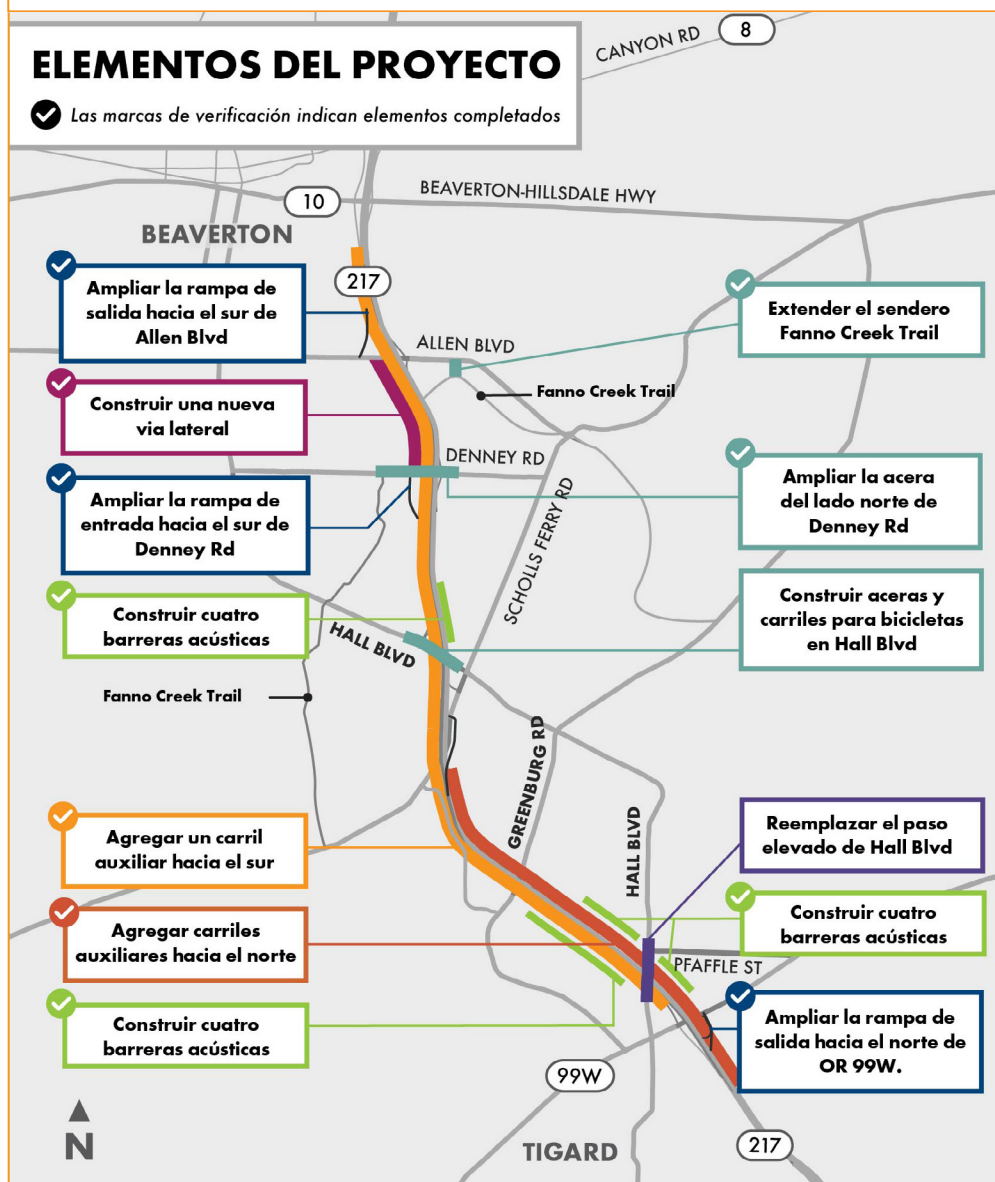 ELEMENTOS DEL PROYECTO
Las marcas de verificación indican elementos completados
CANYON RD
8
10
BEAVERTON-HILLSDALE HWY
BEAVERTON
217
Ampliar la rampa de
salida hacia el sur de
Allen Blvd
Extender el sendero
Fanno Creek Trail
ALLEN BLVD
Fanno Creek Trail
Construir una nueva
via lateral
DENNEY RD
Ampliar la acera
del lado norte de
Denney Rd
Ampliar la rampa de
entrada hacia el sur de
Denney Rd
SCHOLLS FERRY RD
Construir cuatro
barreras acústicas
HALL BLVD
Construir aceras y
carriles para bicicletas
en Hall Blvd
Fanno Creek Trail
GREENBURG RD
HALL BLVD
Agregar un carril
auxiliar hacia el sur
Reemplazar el paso
elevado de Hall Blvd
Agregar carriles
auxiliares hacia el norte
Construir cuatro
barreras acústicas
PFAFFLE ST
Construir cuatro
barreras acústicas
Ampliar la rampa de
salida hacia el norte de
OR 99W.
99W
N
TIGARD
217